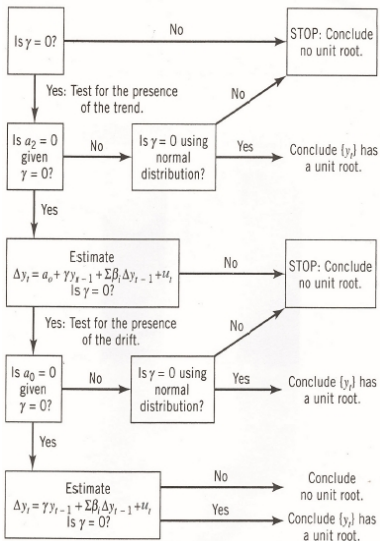 Is γ = 0?
No
STOP: Conclude
no unit root.
Yes: Test for the presence
of the trend.
No
Is a₂ = 0
given
γ = 0?
No
Is γ = 0 using
normal
distribution?
Yes
Conclude {yₜ} has
a unit root.
Yes
Estimate
Δyₜ = aₒ + γyₜ₋₁ + Σβᵢ Δyₜ₋₁ + uₜ
Is γ = 0?
No
STOP: Conclude
no unit root.
Yes: Test for the presence
of the drift.
No
Is a₀ = 0
given
γ = 0?
No
Is γ = 0 using
normal
distribution?
Yes
Conclude {yₜ} has
a unit root.
Yes
Estimate
Δyₜ = γyₜ₋₁ + Σβᵢ Δyₜ₋₁ + uₜ
Is γ = 0?
No
Conclude
no unit root.
Yes
Conclude {yₜ} has
a unit root.